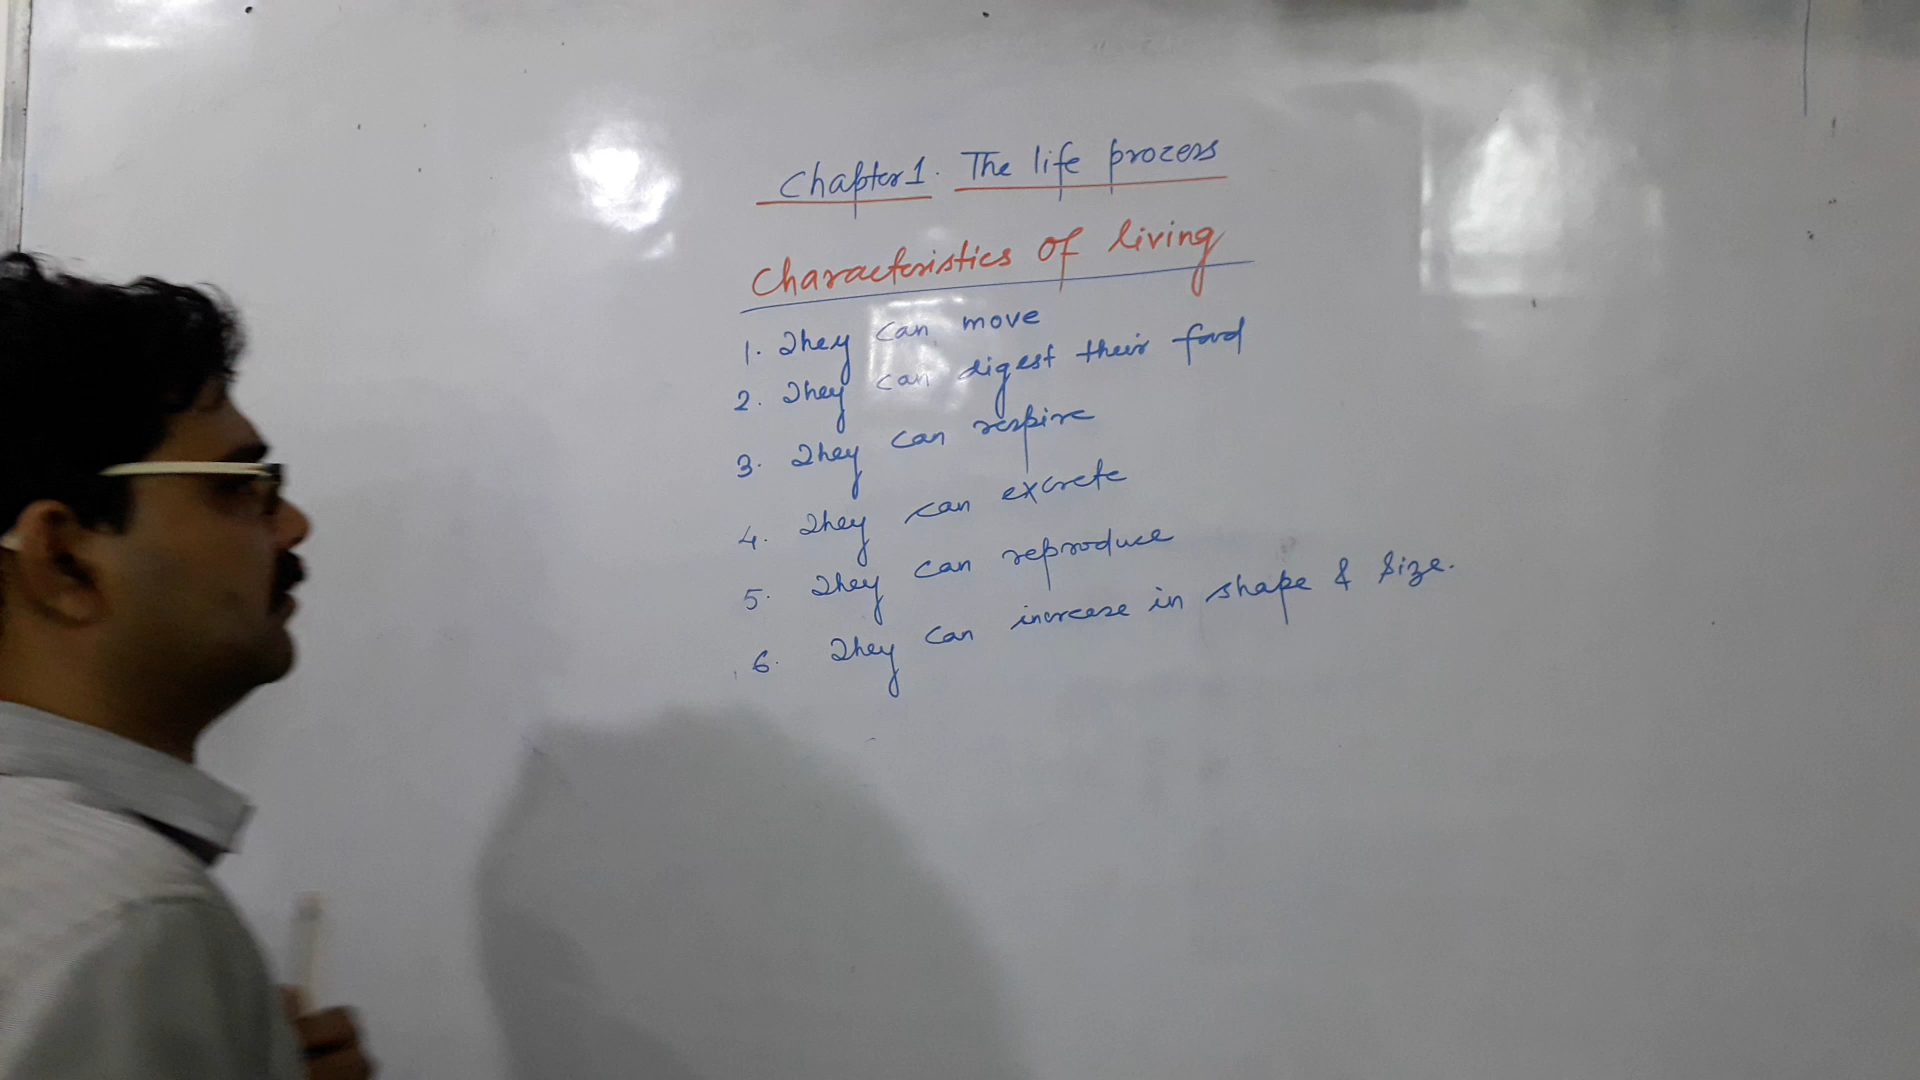 Chapter 1. The life process
Characteristics of living
1. They can move
2. They can digest their food
3. They can respire
4. They can excrete
5. They can reproduce
6. They can increase in shape & size.